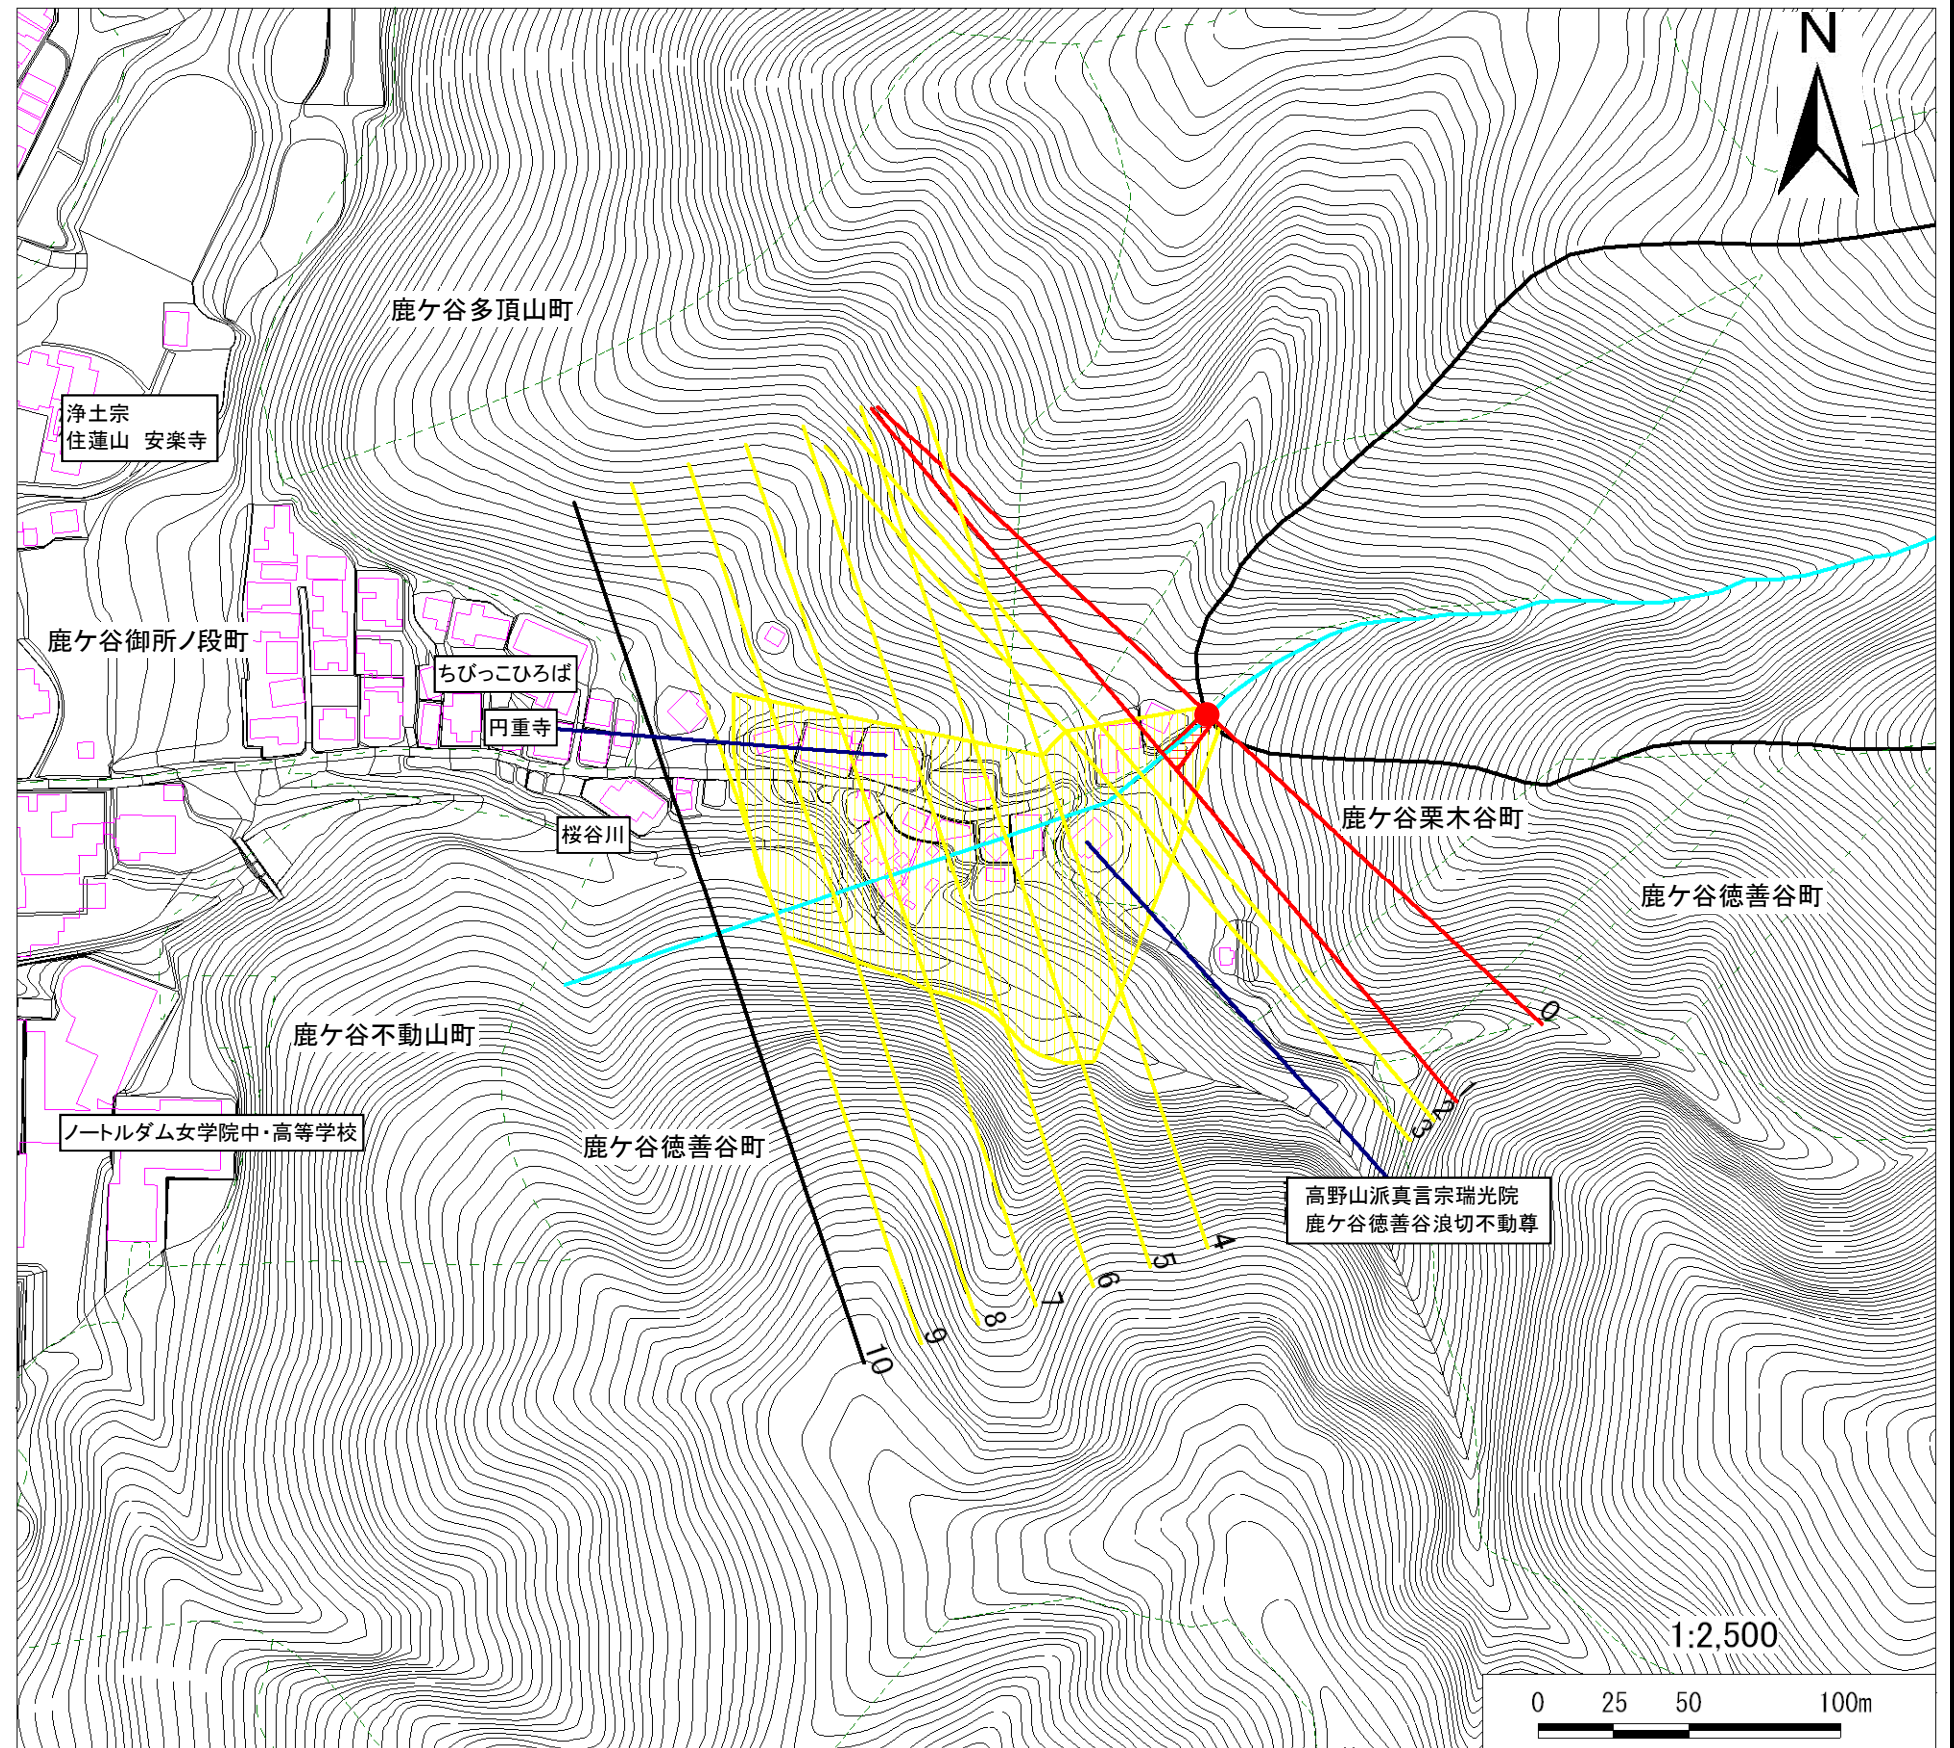 N
鹿ケ谷多頂山町
浄土宗
住蓮山　安楽寺
鹿ケ谷御所ノ段町
ちびっこひろば
円重寺
桜谷川
鹿ケ谷栗木谷町
鹿ケ谷徳善谷町
0
1
2
3
鹿ケ谷不動山町
ノートルダム女学院中・高等学校
鹿ケ谷徳善谷町
高野山派真言宗瑞光院
鹿ケ谷徳善谷浪切不動尊
4
5
6
7
8
9
10
1:2,500
0 25 50 100m